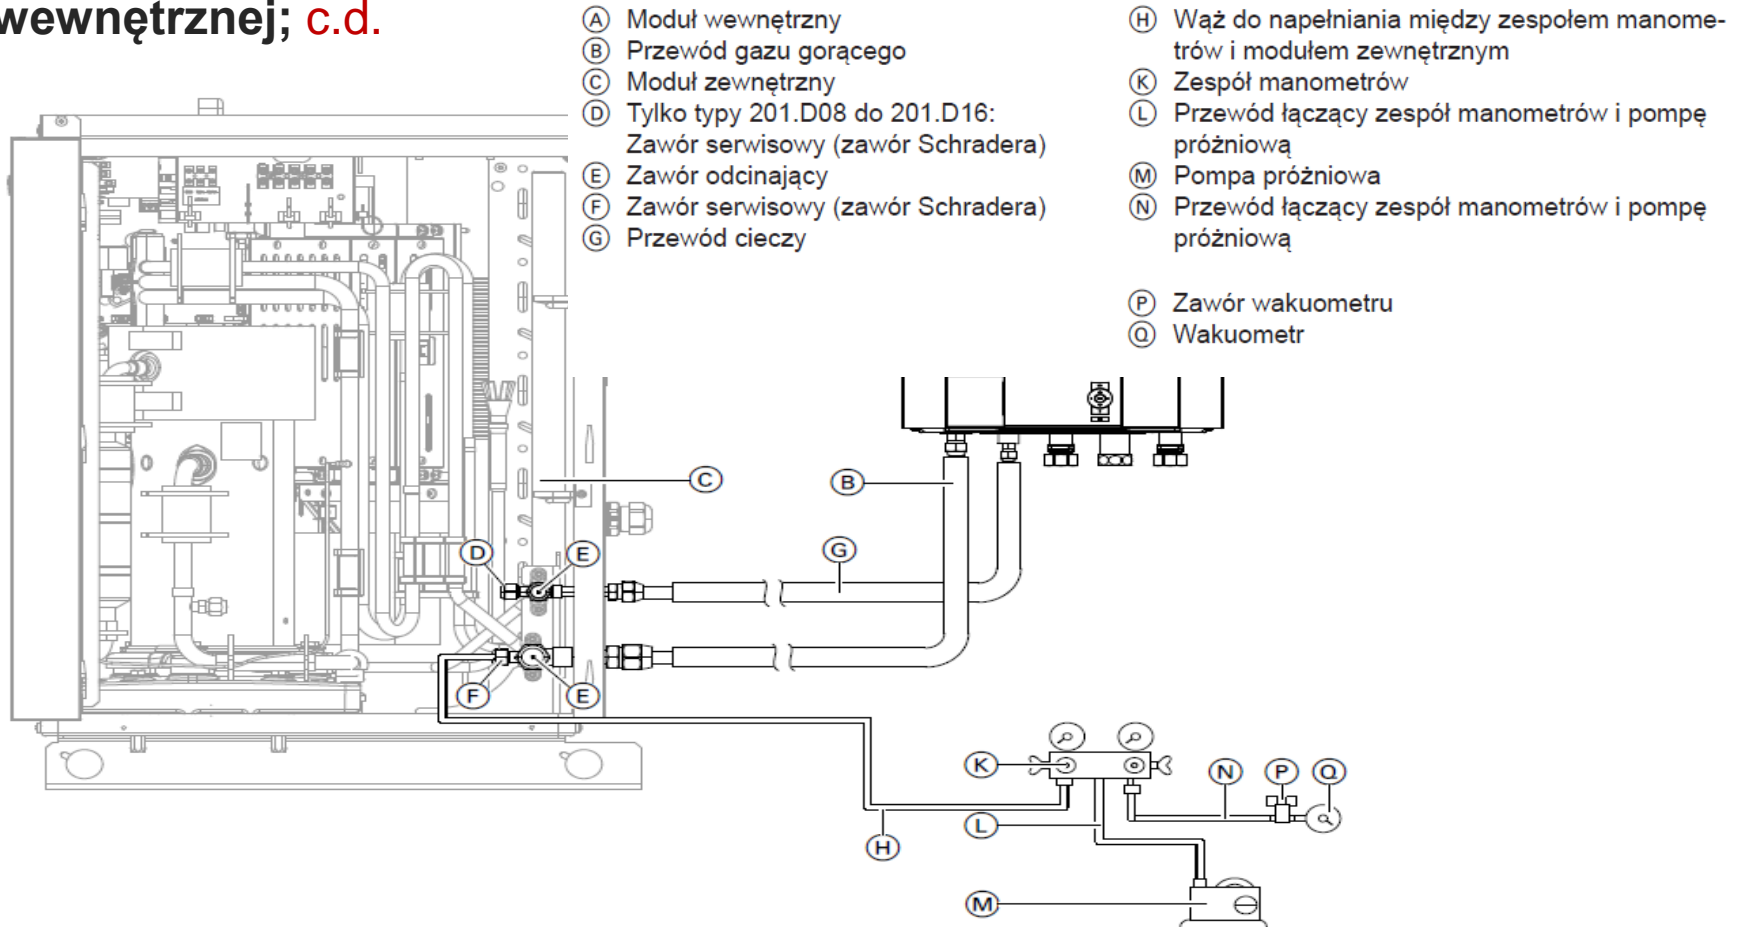 wewnętrznej; c.d.
A Moduł wewnętrzny
B Przewód gazu gorącego
C Moduł zewnętrzny
D Tylko typy 201.D08 do 201.D16:
Zawór serwisowy (zawór Schradera)
E Zawór odcinający
F Zawór serwisowy (zawór Schradera)
G Przewód cieczy
H Wąż do napełniania między zespołem manome-
trów i modułem zewnętrznym
K Zespół manometrów
L Przewód łączący zespół manometrów i pompę
próżniową
M Pompa próżniowa
N Przewód łączący zespół manometrów i pompę
próżniową
P Zawór wakuometru
Q Wakuometr
C
B
D
E
G
F
E
K
N
P
Q
L
H
M